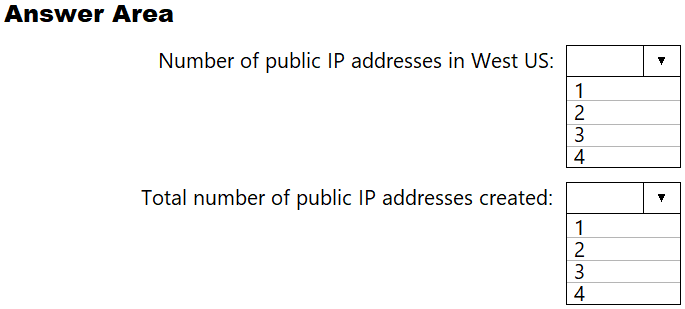 Answer Area
Number of public IP addresses in West US:
1
2
3
4
Total number of public IP addresses created:
1
2
3
4